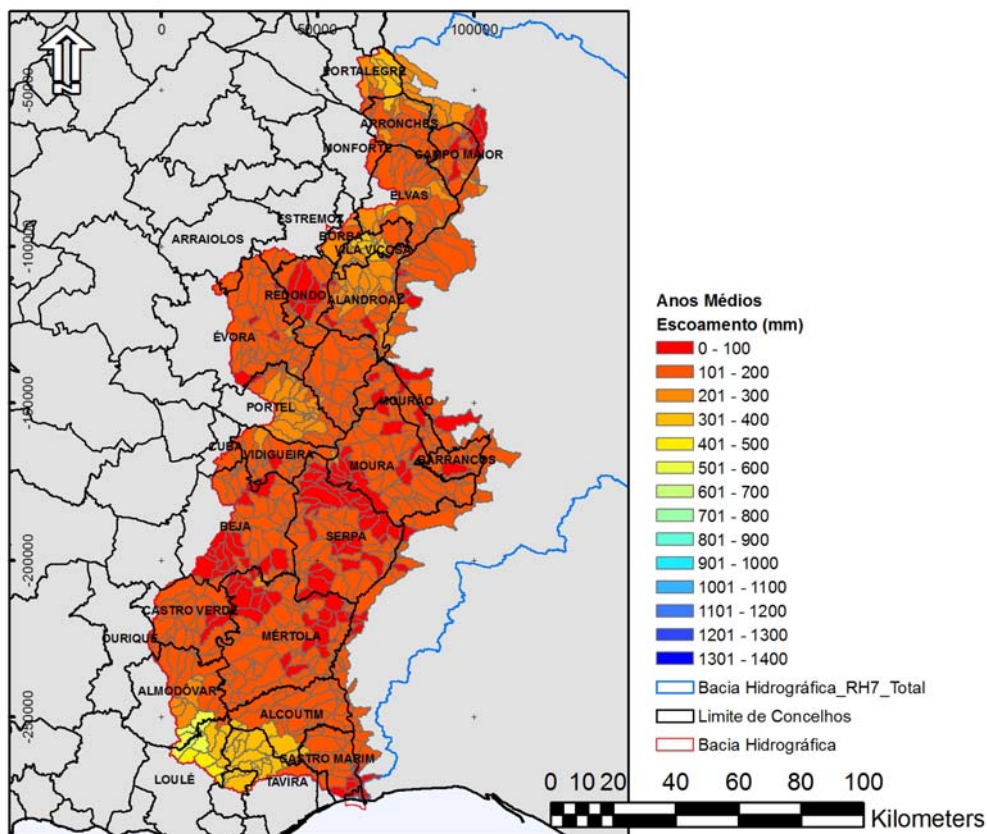 0 50000 100000
-50000
-100000
-150000
-200000
-250000
N
PORTALEGRE
ARRONCHES
MONFORTE
CAMPO MAIOR
ELVAS
ESTREMOZ
BORBA
ARRAIOLOS
VILA VIÇOSA
REDONDO
ALANDROAL
ÉVORA
PORTEL
MOURÃO
CUBA
VIDIGUEIRA
MOURA
BARRANCOS
BEJA
SERPA
CASTRO VERDE
OURIQUE
MÉRTOLA
ALMODÔVAR
ALCOUTIM
CASTRO MARIM
LOULÉ
TAVIRA
Anos Médios
Escoamento (mm)
0 - 100
101 - 200
201 - 300
301 - 400
401 - 500
501 - 600
601 - 700
701 - 800
801 - 900
901 - 1000
1001 - 1100
1101 - 1200
1201 - 1300
1301 - 1400
Bacia Hidrográfica_RH7_Total
Limite de Concelhos
Bacia Hidrográfica
0 10 20 40 60 80 100
Kilometers